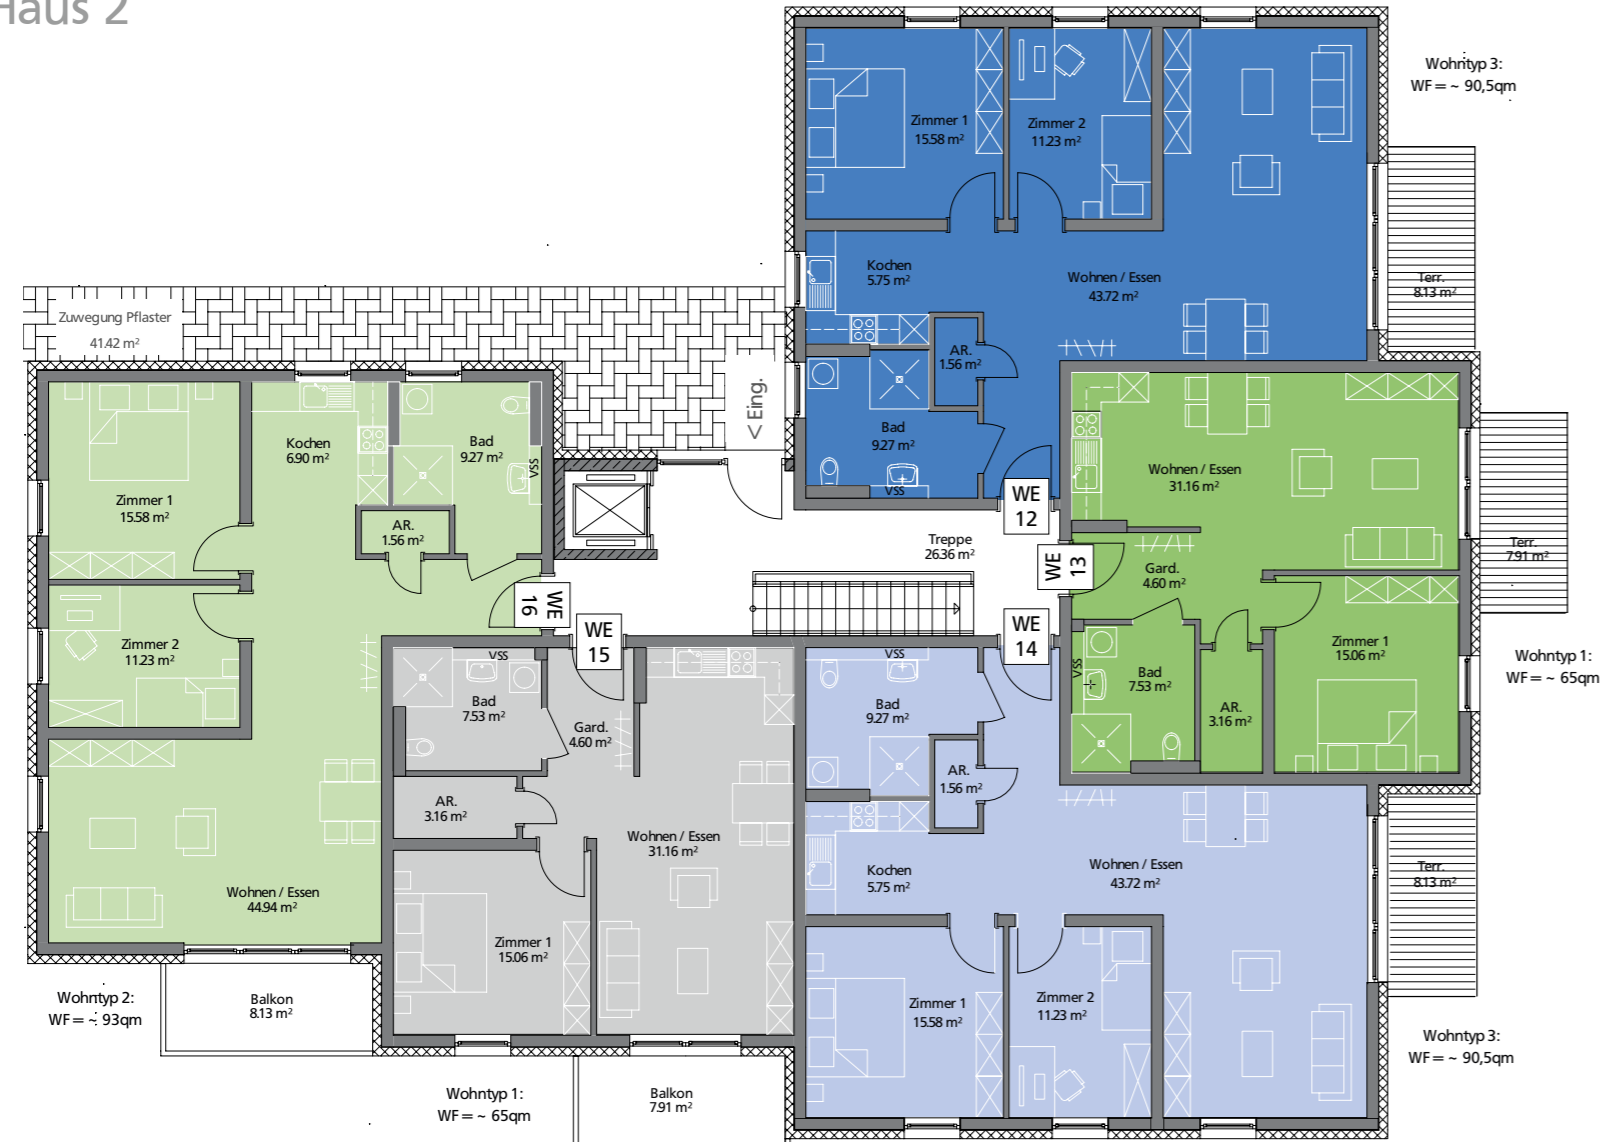 Haus 2
Wohntyp 3:
WF = ~ 90,5qm
Zimmer 1
15.58 m²
Zimmer 2
11.23 m²
Kochen
5.75 m²
Wohnen / Essen
43.72 m²
Terr.
8.13 m²
AR.
1.56 m²
Bad
9.27 m²
VSS
WE
12
Zuwegung Pflaster
41.42 m²
< Eing.
Treppe
26.36 m²
Wohnen / Essen
31.16 m²
Terr.
7.91 m²
WE
13
Gard.
4.60 m²
Zimmer 1
15.06 m²
Bad
7.53 m²
VSS
AR.
3.16 m²
Wohntyp 1:
WF = ~ 65qm
Kochen
6.90 m²
Bad
9.27 m²
VSS
Zimmer 1
15.58 m²
AR.
1.56 m²
Zimmer 2
11.23 m²
WE
16
Wohnen / Essen
44.94 m²
Wohntyp 2:
WF = ~ 93qm
Balkon
8.13 m²
WE
15
VSS
Bad
7.53 m²
Gard.
4.60 m²
AR.
3.16 m²
Wohnen / Essen
31.16 m²
Zimmer 1
15.06 m²
Wohntyp 1:
WF = ~ 65qm
Balkon
7.91 m²
WE
14
VSS
Bad
9.27 m²
AR.
1.56 m²
Kochen
5.75 m²
Wohnen / Essen
43.72 m²
Terr.
8.13 m²
Zimmer 1
15.58 m²
Zimmer 2
11.23 m²
Wohntyp 3:
WF = ~ 90,5qm